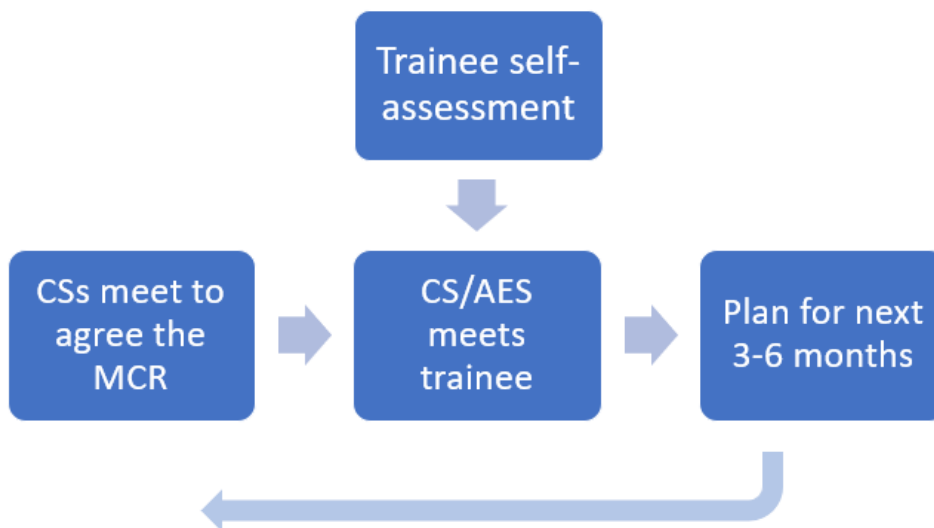 Trainee self-
assessment
CSs meet to
agree the
MCR
CS/AES
meets
trainee
Plan for next
3-6 months